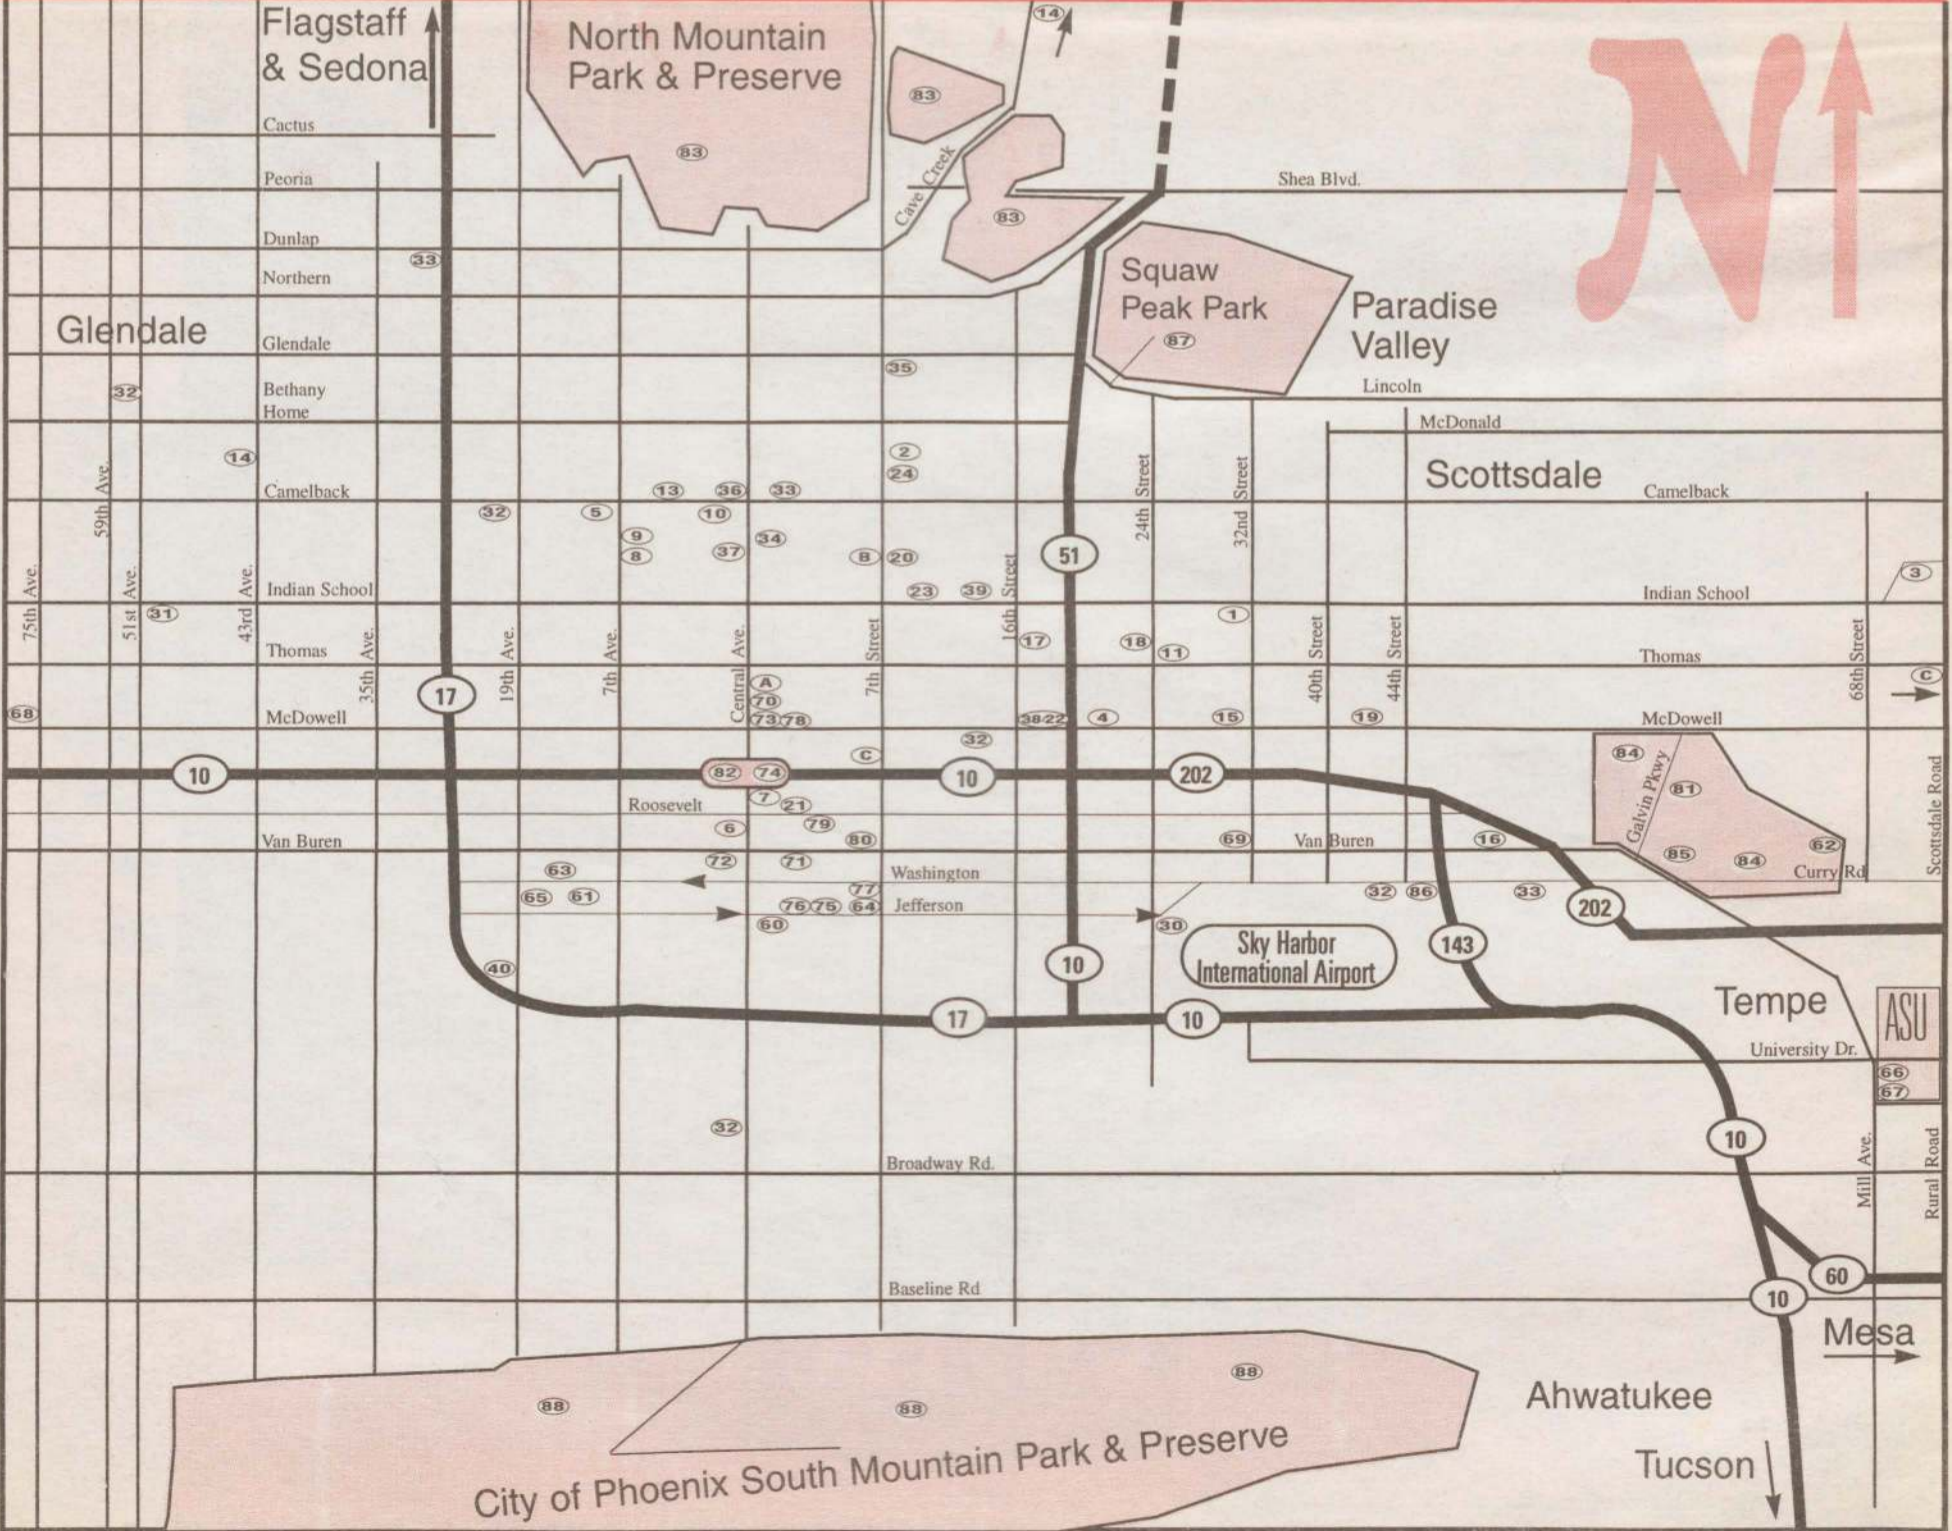 Flagstaff
& Sedona
North Mountain
Park & Preserve
14
N
83
Cactus
83
Cave Creek
Peoria
Shea Blvd.
83
Dunlap
33
Northern
Squaw
Peak Park
87
Paradise
Valley
Glendale
Glendale
35
32
Bethany
Home
Lincoln
McDonald
14
2
24
Scottsdale
59th Ave.
Camelback
13
36
33
24th Street
32nd Street
Camelback
32
5
10
9
34
8
37
B
20
51
3
75th Ave.
51st Ave.
43rd Ave.
Indian School
23
39
16th Street
Indian School
31
1
35th Ave.
19th Ave.
7th Ave.
Central Ave.
7th Street
17
18
11
40th Street
44th Street
68th Street
Thomas
Thomas
17
A
70
C
68
McDowell
73
78
38
22
4
15
19
McDowell
32
C
84
Galvin Pkwy
81
10
82
74
10
202
Scottsdale Road
7
Roosevelt
21
6
79
80
Van Buren
69
Van Buren
16
62
72
71
85
84
63
Washington
Curry Rd
65
61
77
32
86
33
76
75
64
Jefferson
202
60
30
Sky Harbor
International Airport
143
40
10
17
10
Tempe
ASU
University Dr.
66
67
32
10
Broadway Rd.
Mill Ave.
Rural Road
Baseline Rd
60
10
Mesa
88
88
88
Ahwatukee
City of Phoenix South Mountain Park & Preserve
Tucson